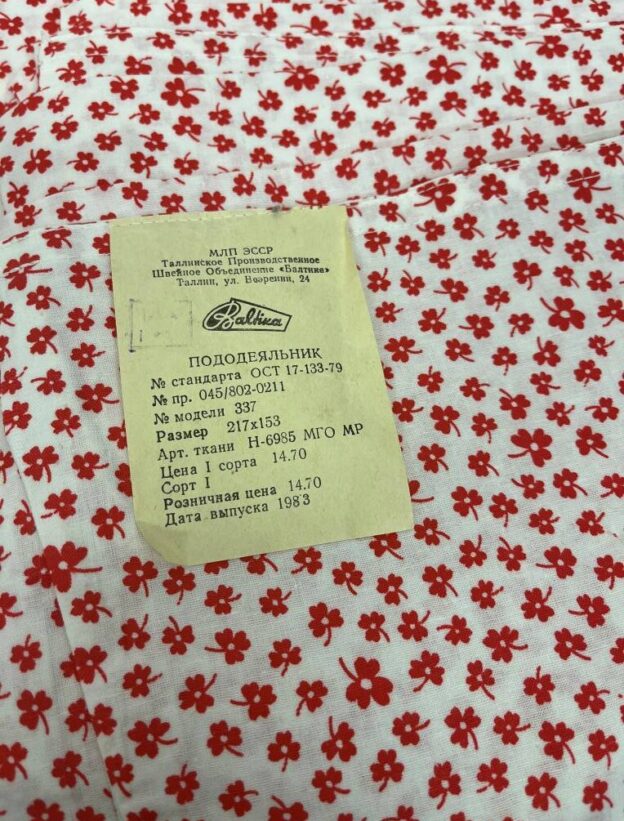 МЛП ЭССР
Таллинское Производственное
Швейное Объединение «Балтика»
Таллин, ул. Вееренни, 24
Baltika
ПОДОДЕЯЛЬНИК
№ стандарта ОСТ 17-133-79
№ пр. 045/802-0211
№ модели 337
Размер 217х153
Арт. ткани Н-6985 МГО МР
Цена I сорта 14.70
Сорт I
Розничная цена 14.70
Дата выпуска 1983